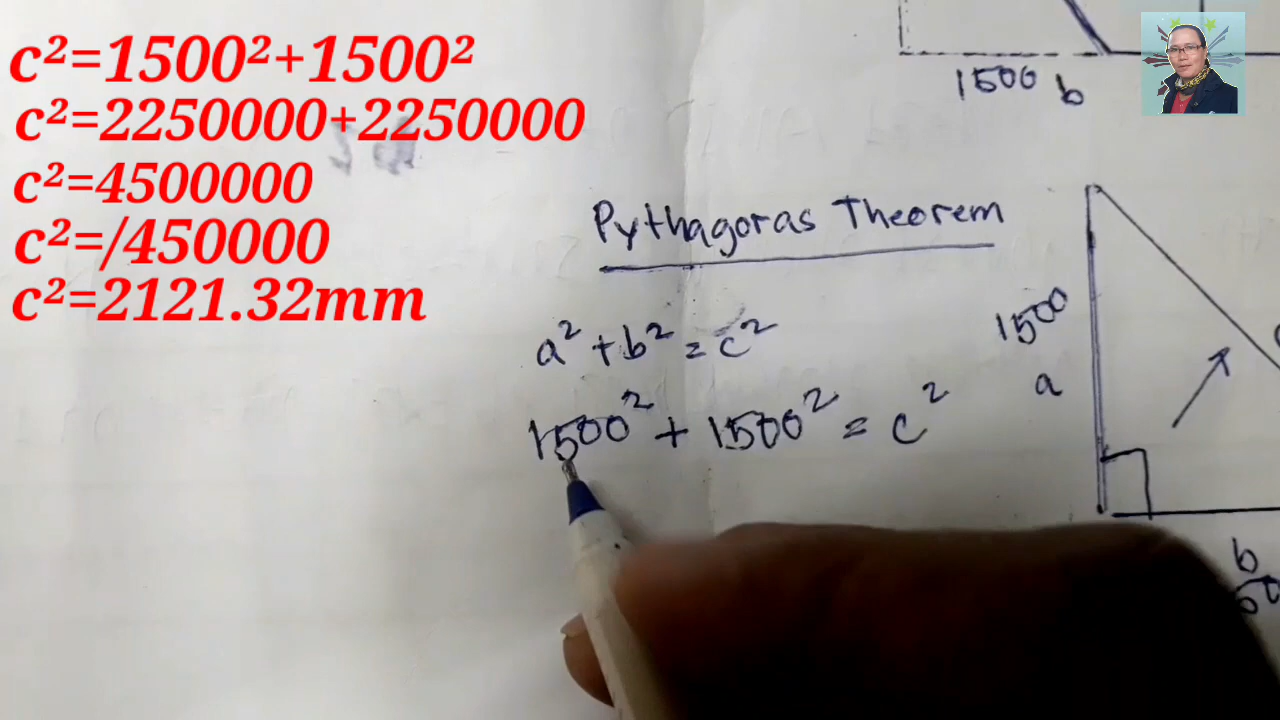 c²=1500²+1500²
c²=2250000+2250000
c²=4500000
c²=/450000
c²=2121.32mm
1500 b
Pythagoras Theorem
a² + b² = c²
1500² + 1500² = c²
1500
a
b